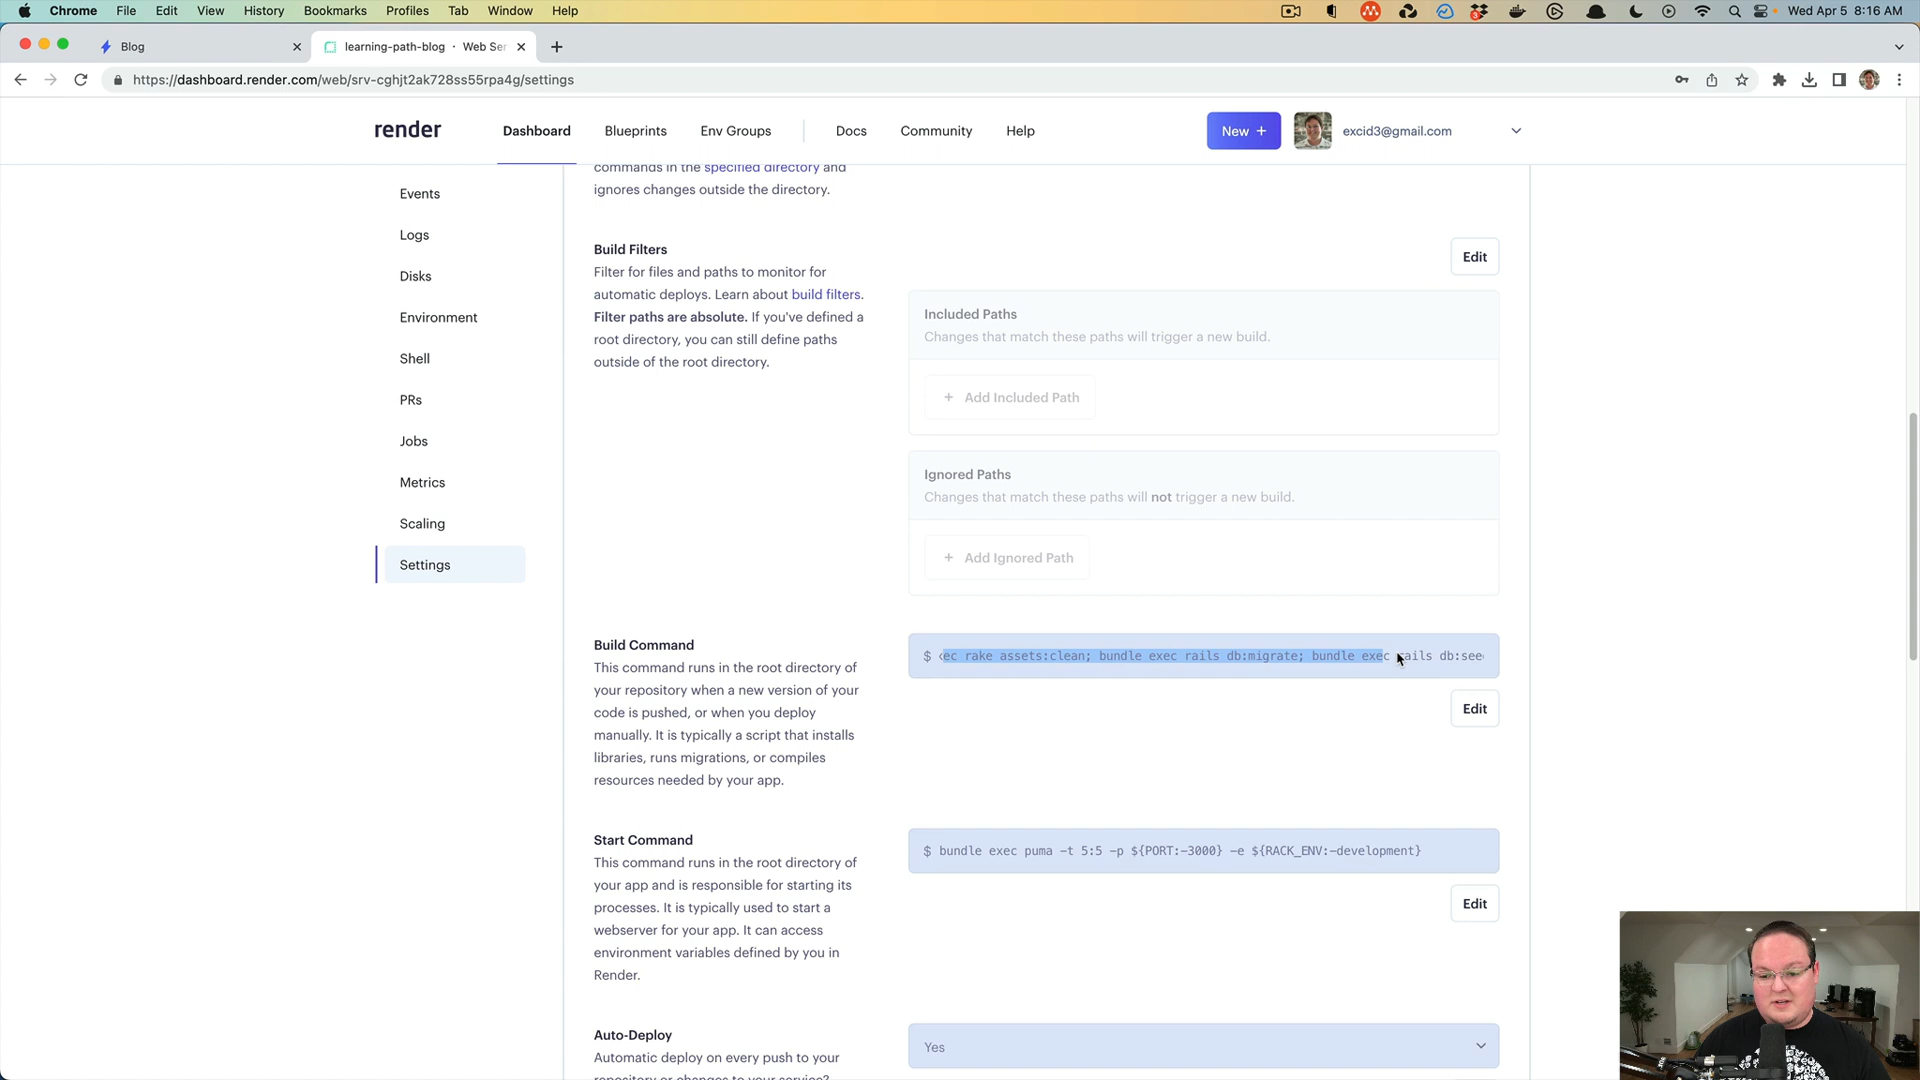 Chrome File Edit View History Bookmarks Profiles Tab Window Help
3
Wed Apr 5 8:16 AM
Blog
learning-path-blog · Web Ser
https://dashboard.render.com/web/srv-cghjt2ak728ss55rpa4g/settings
render
Dashboard
Blueprints
Env Groups
Docs
Community
Help
New +
excid3@gmail.com
Events
Logs
Disks
Environment
Shell
PRs
Jobs
Metrics
Scaling
Settings
commands in the specified directory and
ignores changes outside the directory.
Build Filters
Filter for files and paths to monitor for
automatic deploys. Learn about build filters.
Filter paths are absolute. If you've defined a
root directory, you can still define paths
outside of the root directory.
Edit
Included Paths
Changes that match these paths will trigger a new build.
+ Add Included Path
Ignored Paths
Changes that match these paths will not trigger a new build.
+ Add Ignored Path
Build Command
This command runs in the root directory of
your repository when a new version of your
code is pushed, or when you deploy
manually. It is typically a script that installs
libraries, runs migrations, or compiles
resources needed by your app.
$ ec rake assets:clean; bundle exec rails db:migrate; bundle exec rails db:see
Edit
Start Command
This command runs in the root directory of
your app and is responsible for starting its
processes. It is typically used to start a
webserver for your app. It can access
environment variables defined by you in
Render.
$ bundle exec puma -t 5:5 -p ${PORT:-3000} -e ${RACK_ENV:-development}
Edit
Auto-Deploy
Automatic deploy on every push to your
repository or changes to your service?
Yes